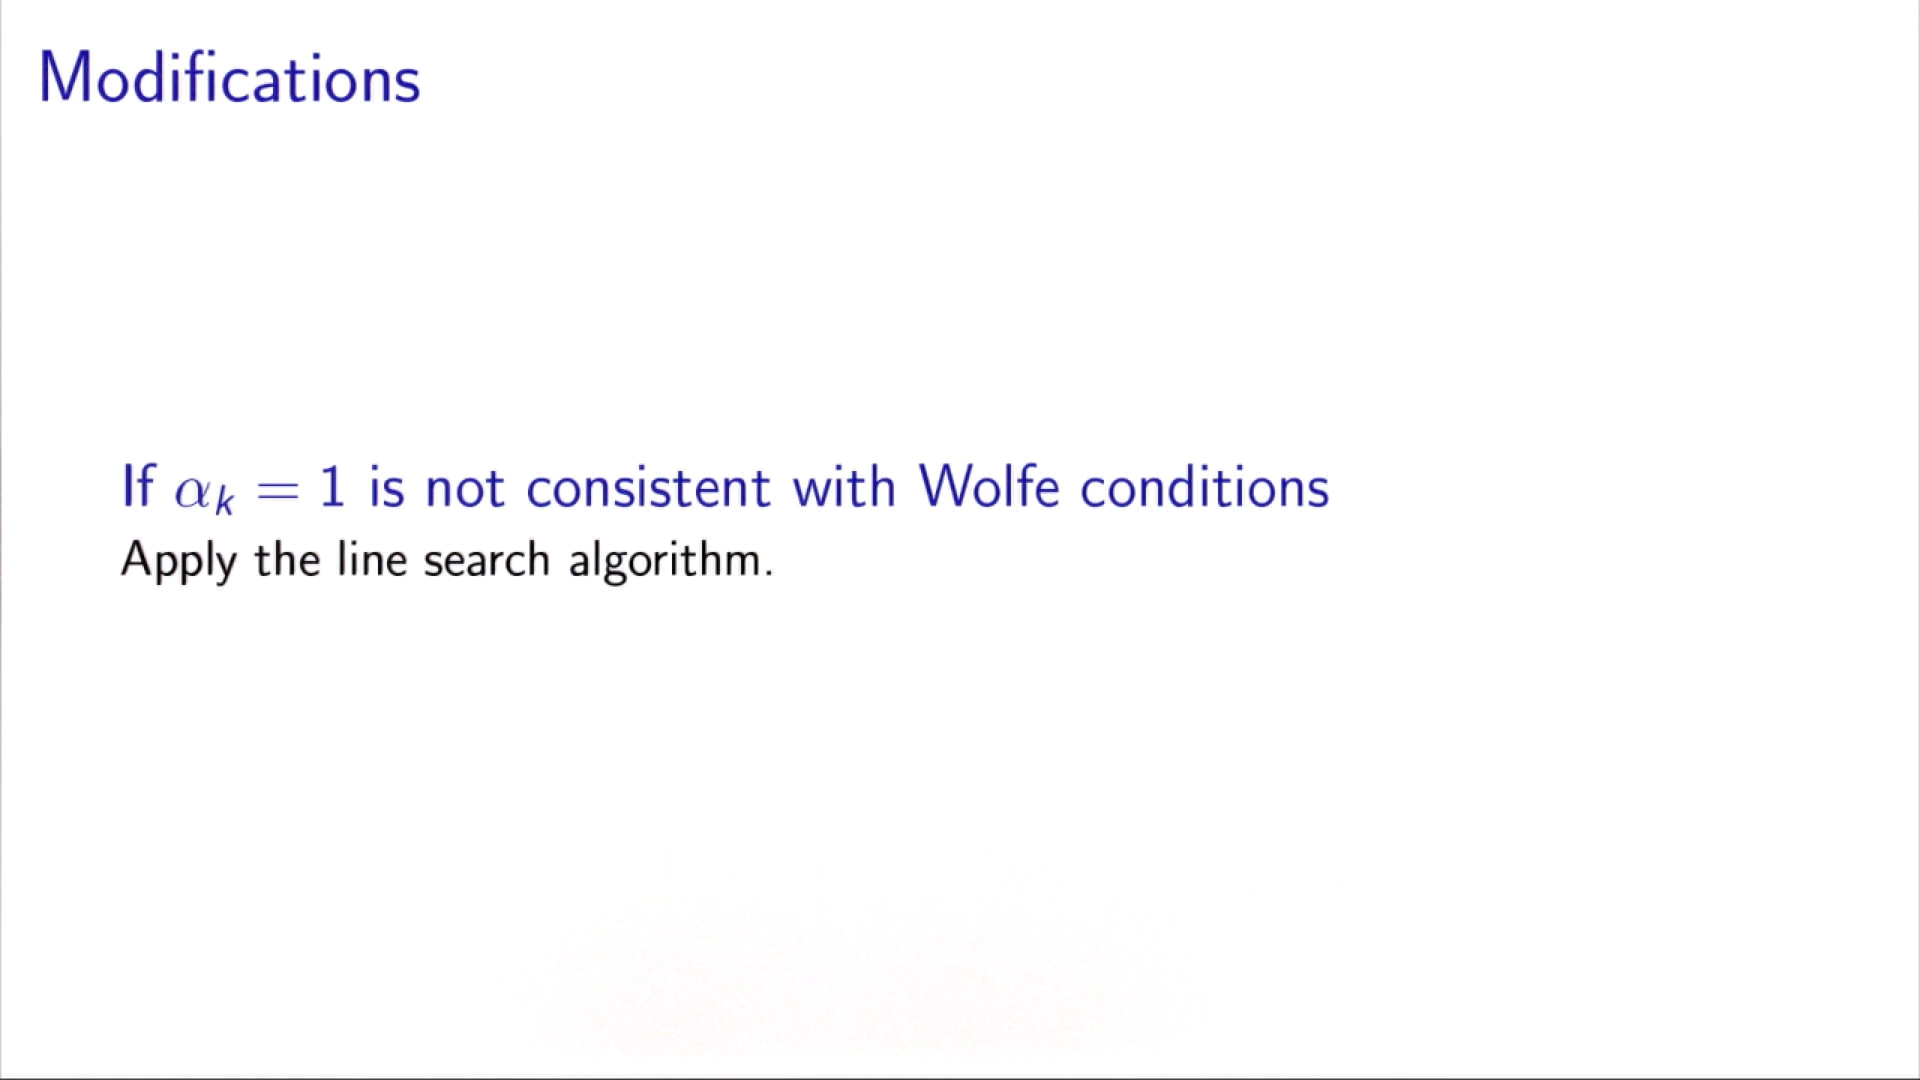 Modifications
If αₖ = 1 is not consistent with Wolfe conditions
Apply the line search algorithm.